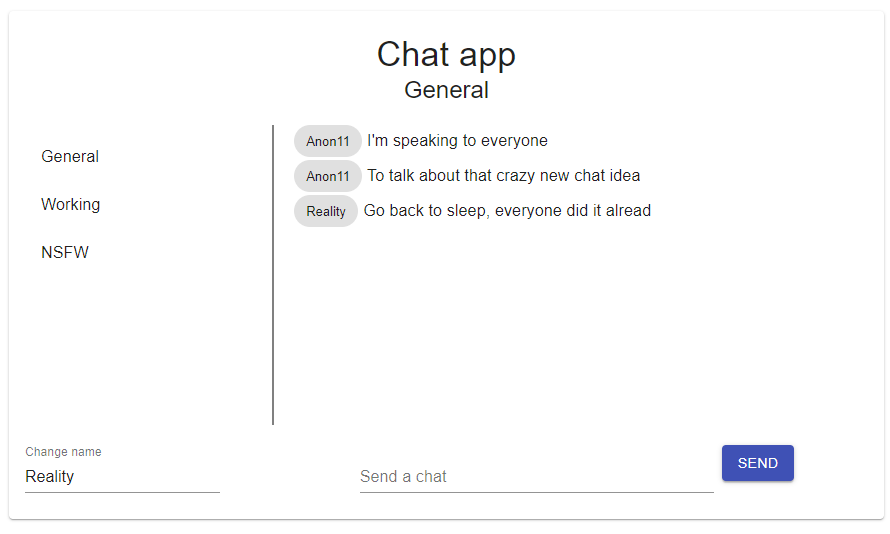 Chat app
General
General
Working
NSFW
Anon11 I'm speaking to everyone
Anon11 To talk about that crazy new chat idea
Reality Go back to sleep, everyone did it alread
Change name
Reality
Send a chat
SEND